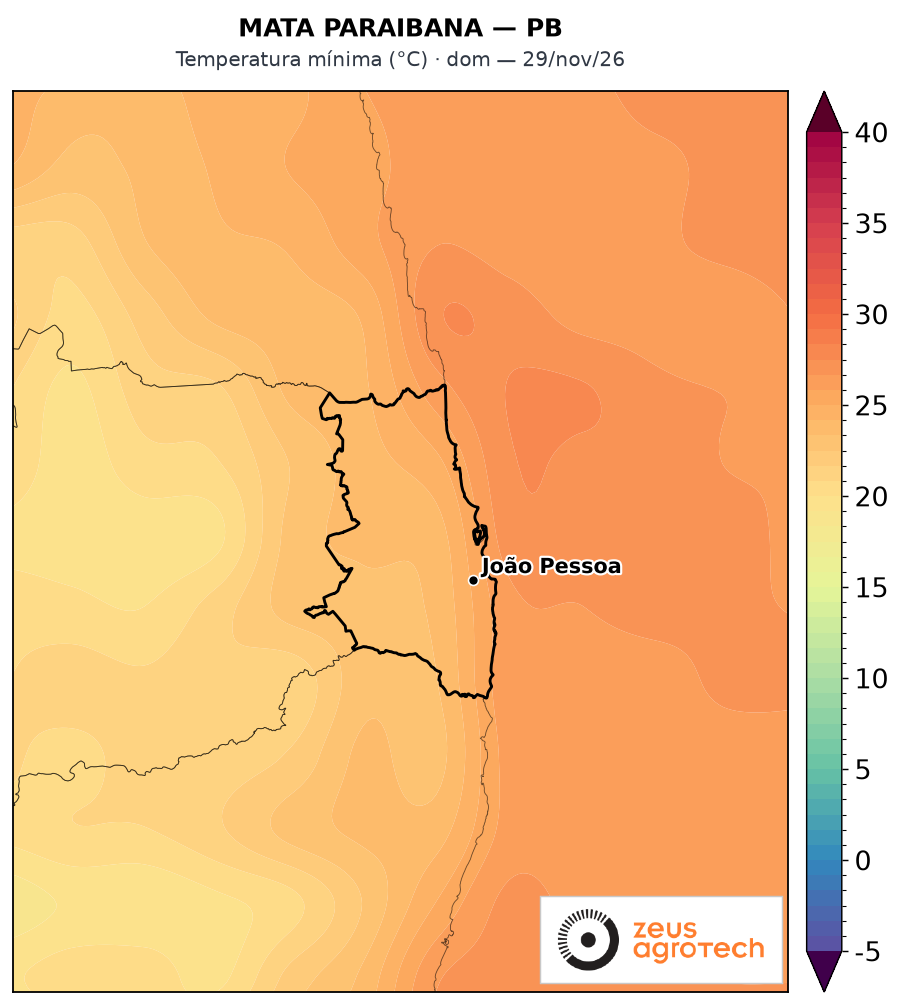 MATA PARAIBANA — PB
Temperatura mínima (°C) · dom — 29/nov/26
40
35
30
25
20
15
10
5
0
-5
João Pessoa
zeus
agrotech